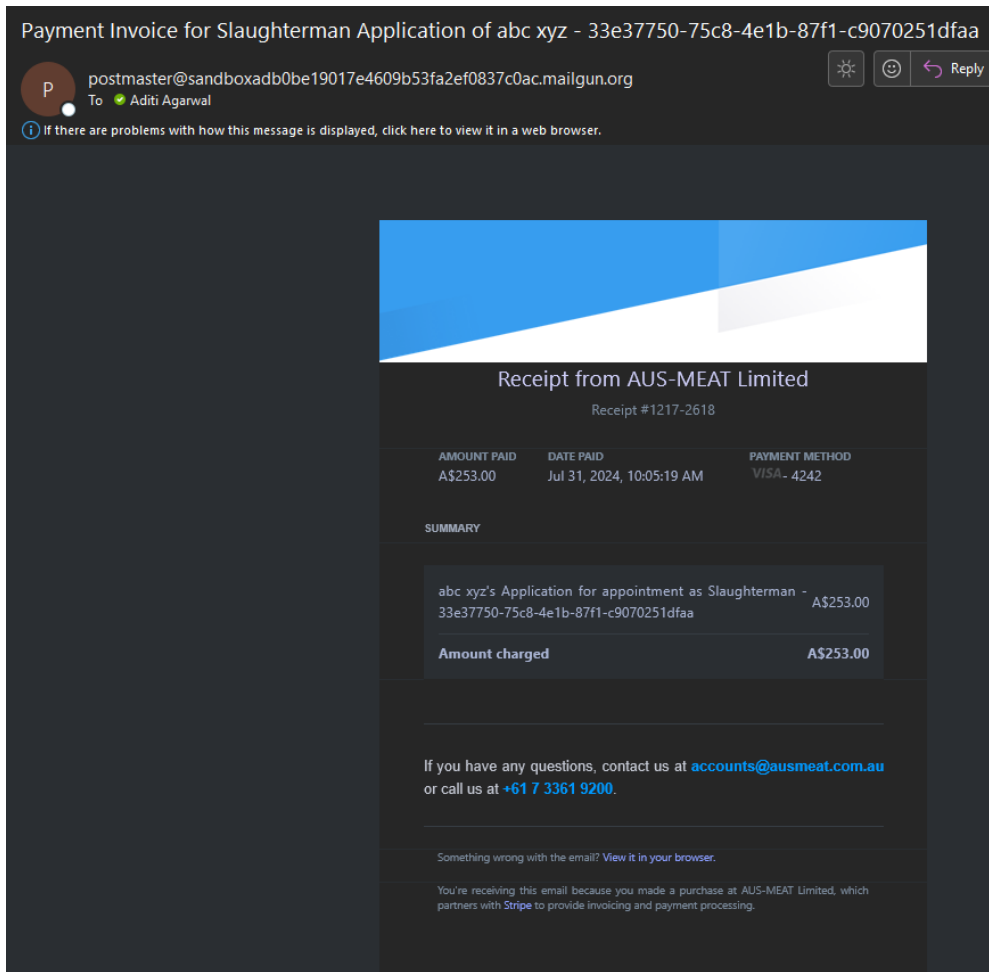 Payment Invoice for Slaughterman Application of abc xyz - 33e37750-75c8-4e1b-87f1-c9070251dfaa
P
postmaster@sandboxadb0be19017e4609b53fa2ef0837c0ac.mailgun.org
To Aditi Agarwal
Reply
If there are problems with how this message is displayed, click here to view it in a web browser.
Receipt from AUS-MEAT Limited
Receipt #1217-2618
AMOUNT PAID DATE PAID PAYMENT METHOD
A$253.00 Jul 31, 2024, 10:05:19 AM VISA - 4242
SUMMARY
abc xyz's Application for appointment as Slaughterman -
33e37750-75c8-4e1b-87f1-c9070251dfaa
A$253.00
Amount charged A$253.00
If you have any questions, contact us at accounts@ausmeat.com.au
or call us at +61 7 3361 9200.
Something wrong with the email? View it in your browser.
You're receiving this email because you made a purchase at AUS-MEAT Limited, which
partners with Stripe to provide invoicing and payment processing.